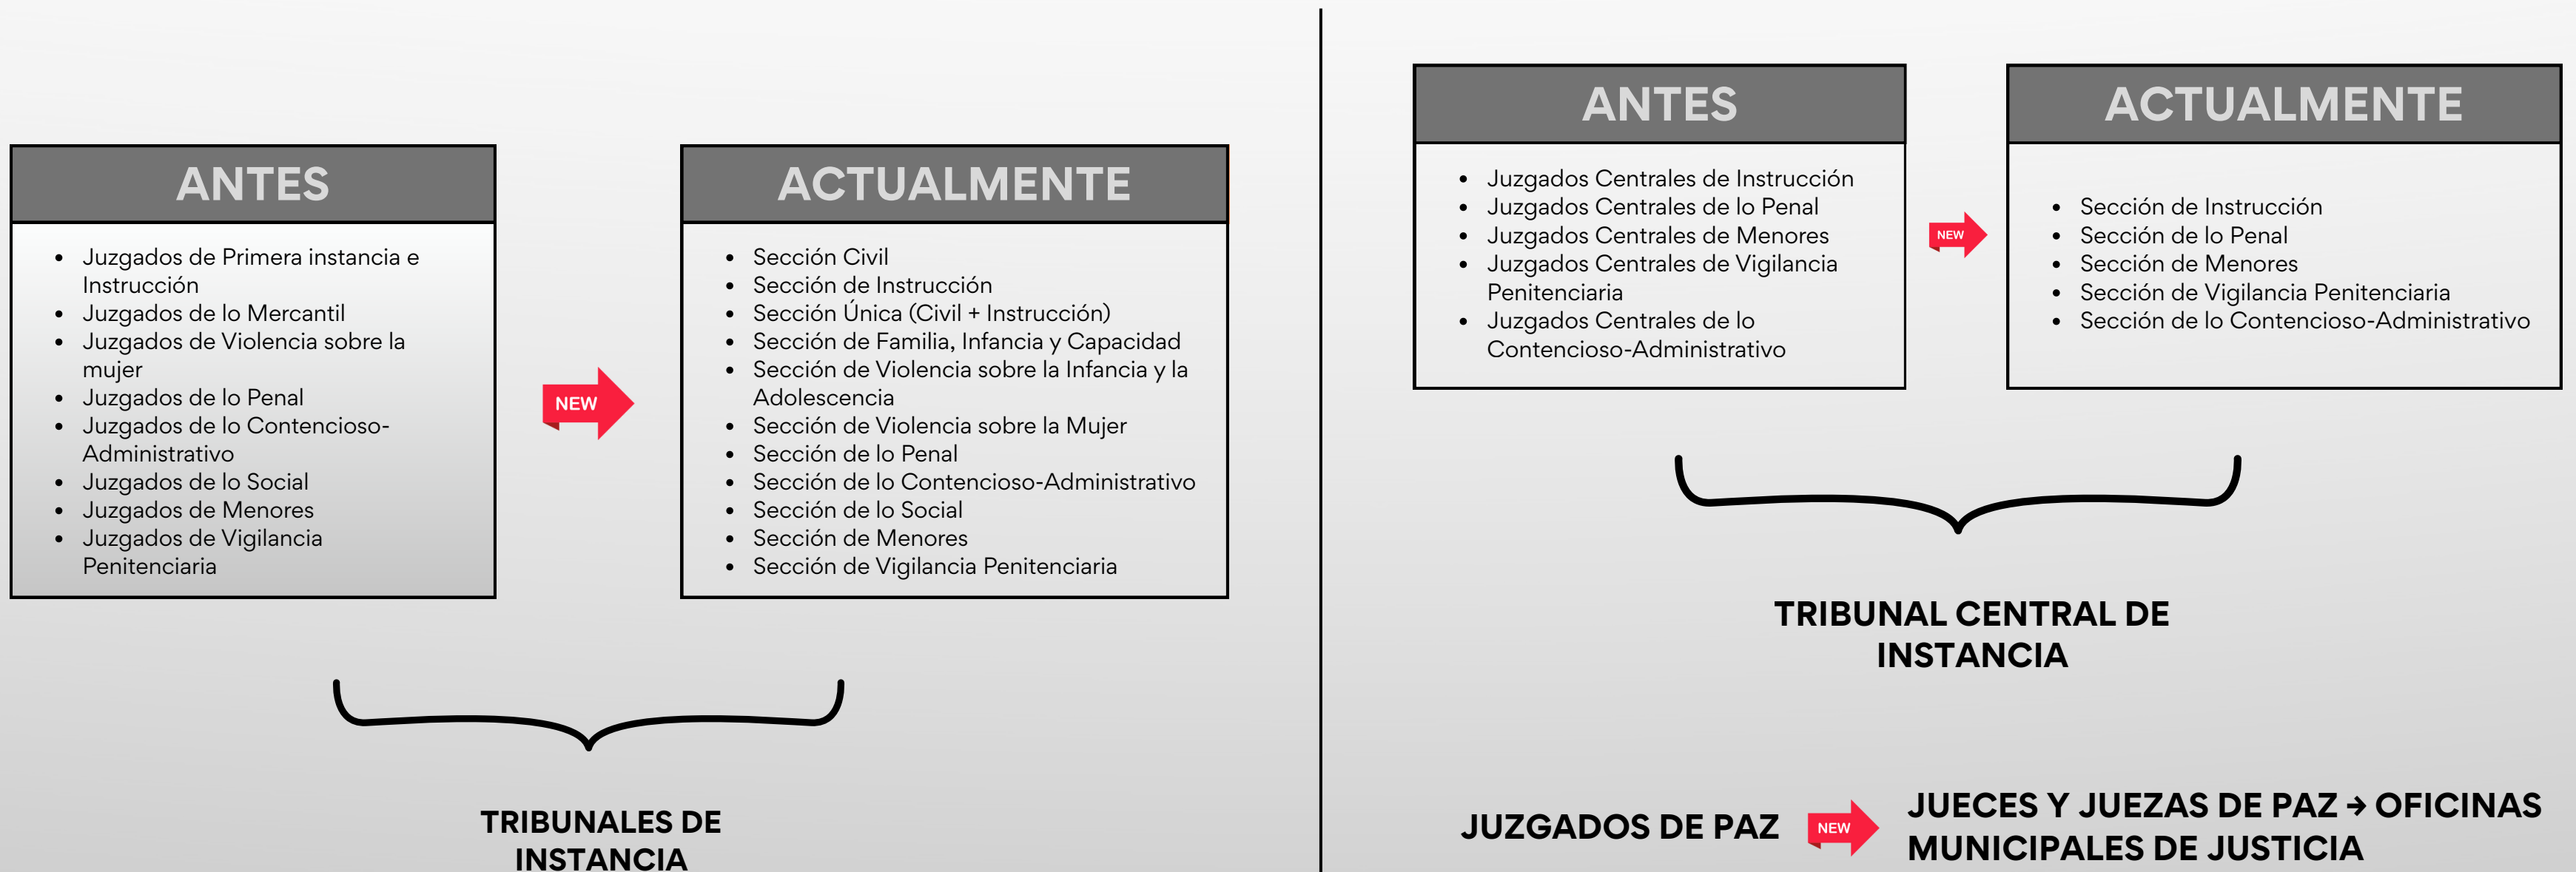 ANTES
• Juzgados de Primera instancia e
Instrucción
• Juzgados de lo Mercantil
• Juzgados de Violencia sobre la
mujer
• Juzgados de lo Penal
• Juzgados de lo Contencioso-
Administrativo
• Juzgados de lo Social
• Juzgados de Menores
• Juzgados de Vigilancia
Penitenciaria
NEW
ACTUALMENTE
• Sección Civil
• Sección de Instrucción
• Sección Única (Civil + Instrucción)
• Sección de Familia, Infancia y Capacidad
• Sección de Violencia sobre la Infancia y la
Adolescencia
• Sección de Violencia sobre la Mujer
• Sección de lo Penal
• Sección de lo Contencioso-Administrativo
• Sección de lo Social
• Sección de Menores
• Sección de Vigilancia Penitenciaria
TRIBUNALES DE
INSTANCIA
ANTES
• Juzgados Centrales de Instrucción
• Juzgados Centrales de lo Penal
• Juzgados Centrales de Menores
• Juzgados Centrales de Vigilancia
Penitenciaria
• Juzgados Centrales de lo
Contencioso-Administrativo
NEW
ACTUALMENTE
• Sección de Instrucción
• Sección de lo Penal
• Sección de Menores
• Sección de Vigilancia Penitenciaria
• Sección de lo Contencioso-Administrativo
TRIBUNAL CENTRAL DE
INSTANCIA
JUZGADOS DE PAZ
NEW
JUECES Y JUEZAS DE PAZ → OFICINAS
MUNICIPALES DE JUSTICIA